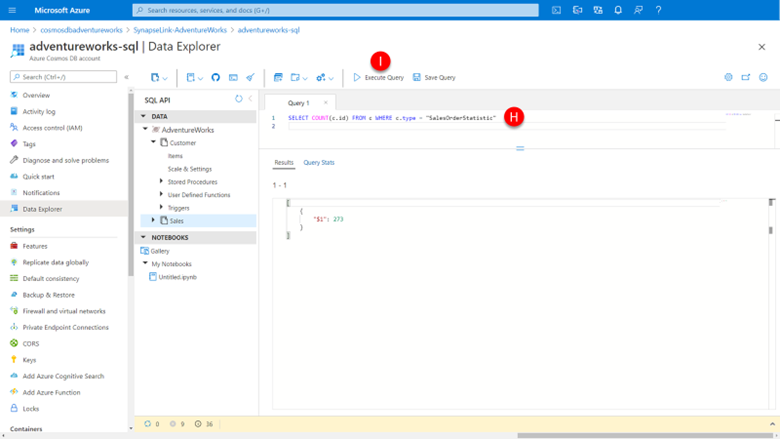 Microsoft Azure
Search resources, services, and docs (G+/)
Home > cosmosdbadventureworks > SynapseLink-AdventureWorks > adventureworks-sql
adventureworks-sql | Data Explorer
Azure Cosmos DB account
Search (Ctrl+/)
Overview
Activity log
Access control (IAM)
Tags
Diagnose and solve problems
Quick start
Notifications
Data Explorer
Settings
Features
Replicate data globally
Default consistency
Backup & Restore
Firewall and virtual networks
Private Endpoint Connections
CORS
Keys
Add Azure Cognitive Search
Add Azure Function
Locks
Containers
SQL API
DATA
AdventureWorks
Customer
Items
Scale & Settings
Stored Procedures
User Defined Functions
Triggers
Sales
NOTEBOOKS
Gallery
My Notebooks
Untitled.ipynb
I
Execute Query
Save Query
Query 1
1 SELECT COUNT(c.id) FROM c WHERE c.type = "SalesOrderStatistic"
H
2
Results
Query Stats
1 - 1
[
{
"$1": 273
}
]
0 9 36